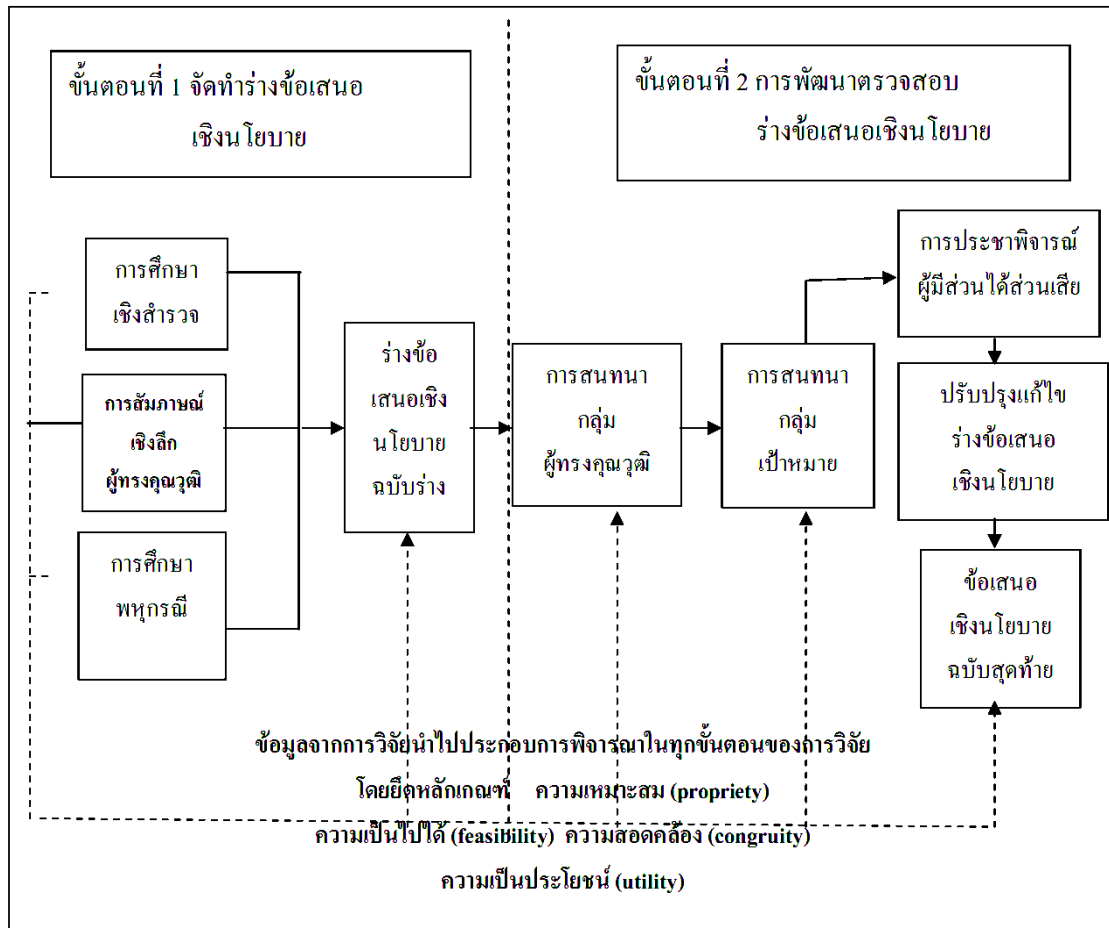 ขั้นตอนที่ 1 จัดทำร่างข้อเสนอ
เชิงนโยบาย
ขั้นตอนที่ 2 การพัฒนาตรวจสอบ
ร่างข้อเสนอเชิงนโยบาย
การศึกษา
เชิงสำรวจ
การสัมภาษณ์
เชิงลึก
ผู้ทรงคุณวุฒิ
การศึกษา
พหุกรณี
ร่างข้อ
เสนอเชิง
นโยบาย
ฉบับร่าง
การสนทนา
กลุ่ม
ผู้ทรงคุณวุฒิ
การสนทนา
กลุ่ม
เป้าหมาย
การประชาพิจารณ์
ผู้มีส่วนได้ส่วนเสีย
ปรับปรุงแก้ไข
ร่างข้อเสนอ
เชิงนโยบาย
ข้อเสนอ
เชิงนโยบาย
ฉบับสุดท้าย
ข้อมูลจากการวิจัยนำไปประกอบการพิจารณาในทุกขั้นตอนของการวิจัย
โดยยึดหลักเกณฑ์ ความเหมาะสม (propriety)
ความเป็นไปได้ (feasibility) ความสอดคล้อง (congruity)
ความเป็นประโยชน์ (utility)